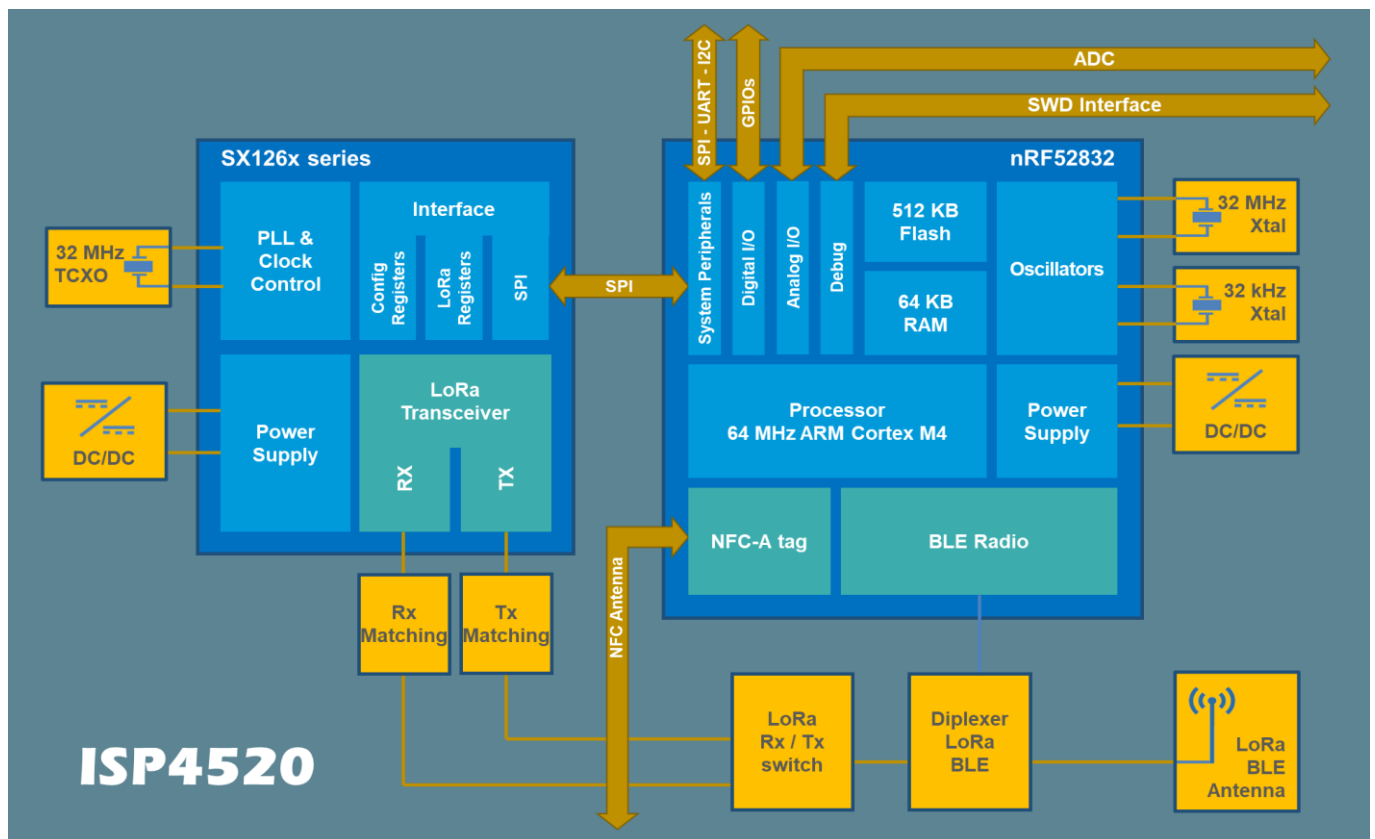 SPI - UART - I2C
GPIOs
ADC
SWD Interface
SX126x series
nRF52832
PLL &
Clock
Control
Interface
Config
Registers
LoRa
Registers
SPI
32 MHz
TCXO
SPI
System Peripherals
Digital I/O
Analog I/O
Debug
512 KB
Flash
64 KB
RAM
Oscillators
32 MHz
Xtal
32 kHz
Xtal
DC/DC
Power
Supply
LoRa
Transceiver
RX
TX
Processor
64 MHz ARM Cortex M4
Power
Supply
DC/DC
NFC-A tag
BLE Radio
Rx
Matching
Tx
Matching
NFC Antenna
LoRa
Rx / Tx
switch
Diplexer
LoRa
BLE
LoRa
BLE
Antenna
ISP4520